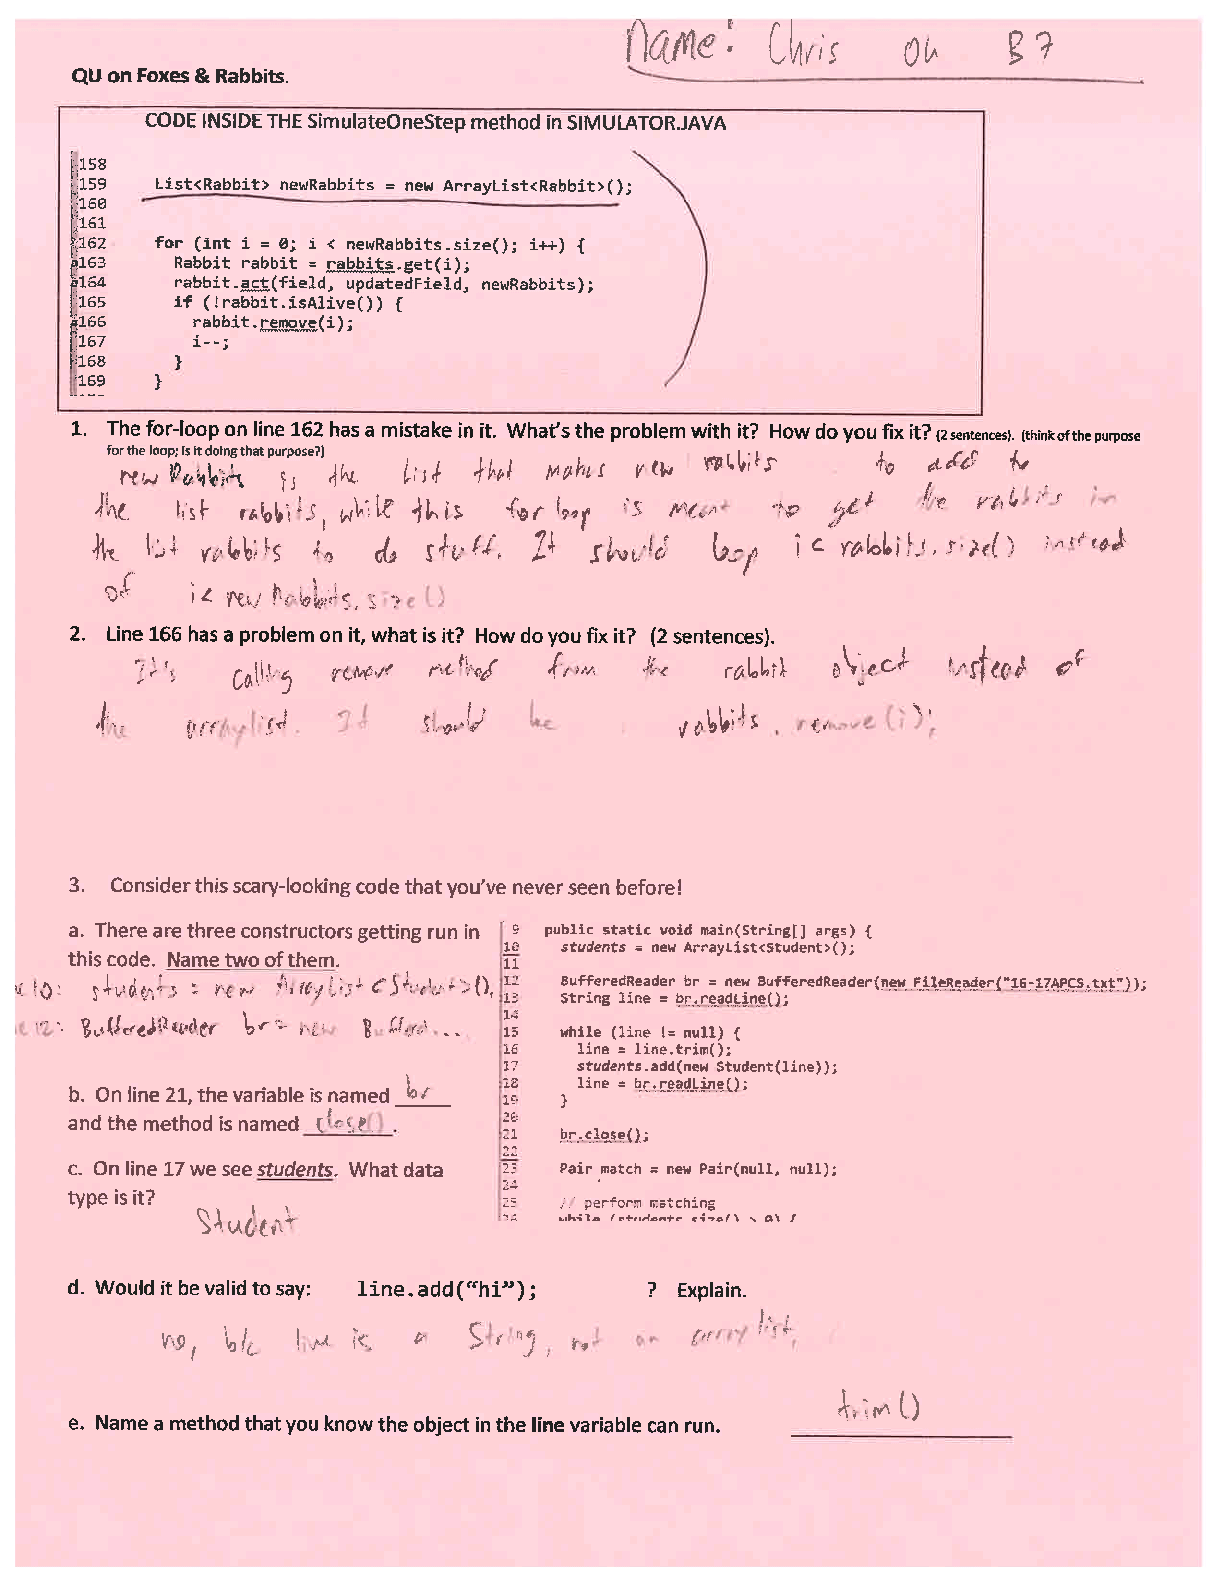 Name: Chris Oh B7
QU on Foxes & Rabbits.
CODE INSIDE THE SimulateOneStep method in SIMULATOR.JAVA
158
159 List<Rabbit> newRabbits = new ArrayList<Rabbit>();
160
161
162 for (int i = 0; i < newRabbits.size(); i++) {
163 Rabbit rabbit = rabbits.get(i);
164 rabbit.act(field, updatedField, newRabbits);
165 if (!rabbit.isAlive()) {
166 rabbit.remove(i);
167 i--;
168 }
169 }
1. The for-loop on line 162 has a mistake in it. What's the problem with it? How do you fix it? (2 sentences). (think of the purpose
for the loop; is it doing that purpose?)
new Rabbits is the list that makes new rabbits to add to
the list rabbits, while this for loop is meant to get the rabbits in
the list rabbits to do stuff. It should loop i < rabbits.size() instead
of i < new Rabbits.size()
2. Line 166 has a problem on it, what is it? How do you fix it? (2 sentences).
It's calling remove method from the rabbit object instead of
the arraylist. It should be rabbits.remove(i);
3. Consider this scary-looking code that you've never seen before!
a. There are three constructors getting run in
this code. Name two of them.
10: students = new ArrayList<Student>(),
12: BufferedReader br = new Buffered...
b. On line 21, the variable is named br
and the method is named close().
c. On line 17 we see students. What data
type is it?
Student
9 public static void main(String[] args) {
10 students = new ArrayList<Student>();
11
12 BufferedReader br = new BufferedReader(new FileReader("16-17APCS.txt"));
13 String line = br.readLine();
14
15 while (line != null) {
16 line = line.trim();
17 students.add(new Student(line));
18 line = br.readLine();
19 }
20
21 br.close();
22
23 Pair match = new Pair(null, null);
24
25 // perform matching
26 while (students.size() > 0) {
d. Would it be valid to say: line.add("hi"); ? Explain.
no, b/c line is a String, not an array list.
e. Name a method that you know the object in the line variable can run. trim()